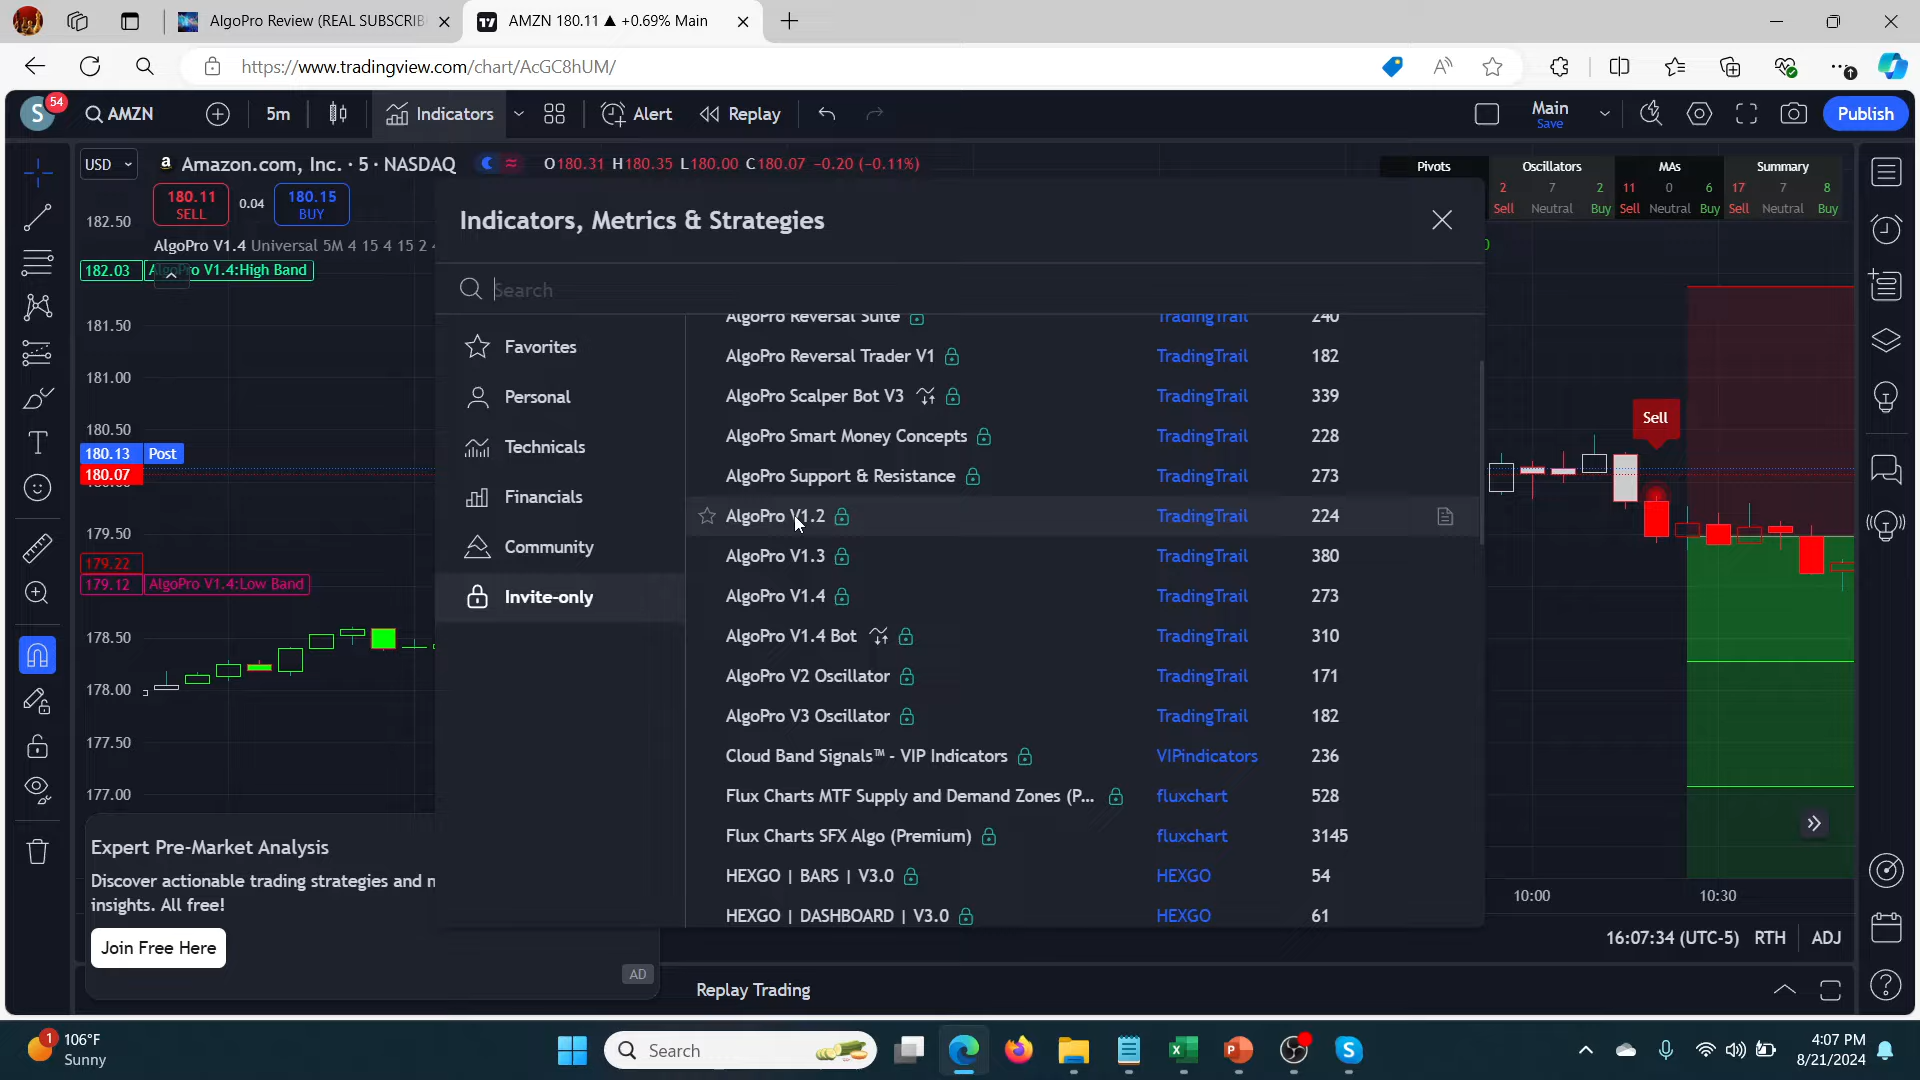 AlgoPro Review (REAL SUBSCRIB
AMZN 180.11 ▲ +0.69% Main
https://www.tradingview.com/chart/AcGC8hUM/
S
54
AMZN
5m
Indicators
Alert
Replay
Main
Save
Publish
USD
Amazon.com, Inc. · 5 · NASDAQ
O180.31 H180.35 L180.00 C180.07 −0.20 (−0.11%)
180.11
SELL
0.04
180.15
BUY
Pivots
Oscillators
MAs
Summary
2 7 2 11 0 6 17 7 8
Sell Neutral Buy Sell Neutral Buy Sell Neutral Buy
AlgoPro V1.4 Universal 5M 4 15 4 15 2
182.50
182.03
AlgoPro V1.4:High Band
181.50
181.00
180.50
180.13 Post
180.07
179.50
179.22
179.12
AlgoPro V1.4:Low Band
178.50
178.00
177.50
177.00
Indicators, Metrics & Strategies
Search
Favorites
Personal
Technicals
Financials
Community
Invite-only
AlgoPro Reversal Suite TradingTrail 240
AlgoPro Reversal Trader V1 TradingTrail 182
AlgoPro Scalper Bot V3 TradingTrail 339
AlgoPro Smart Money Concepts TradingTrail 228
AlgoPro Support & Resistance TradingTrail 273
AlgoPro V1.2 TradingTrail 224
AlgoPro V1.3 TradingTrail 380
AlgoPro V1.4 TradingTrail 273
AlgoPro V1.4 Bot TradingTrail 310
AlgoPro V2 Oscillator TradingTrail 171
AlgoPro V3 Oscillator TradingTrail 182
Cloud Band Signals™ - VIP Indicators VIPindicators 236
Flux Charts MTF Supply and Demand Zones (P... fluxchart 528
Flux Charts SFX Algo (Premium) fluxchart 3145
HEXGO | BARS | V3.0 HEXGO 54
HEXGO | DASHBOARD | V3.0 HEXGO 61
Sell
10:00 10:30
16:07:34 (UTC-5) RTH ADJ
Expert Pre-Market Analysis
Discover actionable trading strategies and
insights. All free!
Join Free Here
AD
Replay Trading
1
106°F
Sunny
Search
4:07 PM
8/21/2024